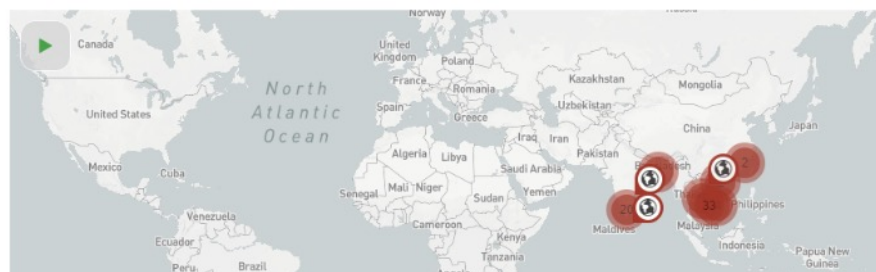 Norway
Canada
United
Kingdom
Poland
France
Romania
Kazakhstan
Mongolia
North
Atlantic
Ocean
United States
Spain
Greece
Uzbekistan
China
Japan
Iraq
Iran
Pakistan
Algeria
Libya
Saudi Arabia
2
Mexico
Cuba
Senegal
Mali
Niger
Sudan
Yemen
20
33
Philippines
Venezuela
Cameroon
Kenya
Maldives
Malaysia
Ecuador
Tanzania
Indonesia
Peru
Brazil
Papua New
Guinea